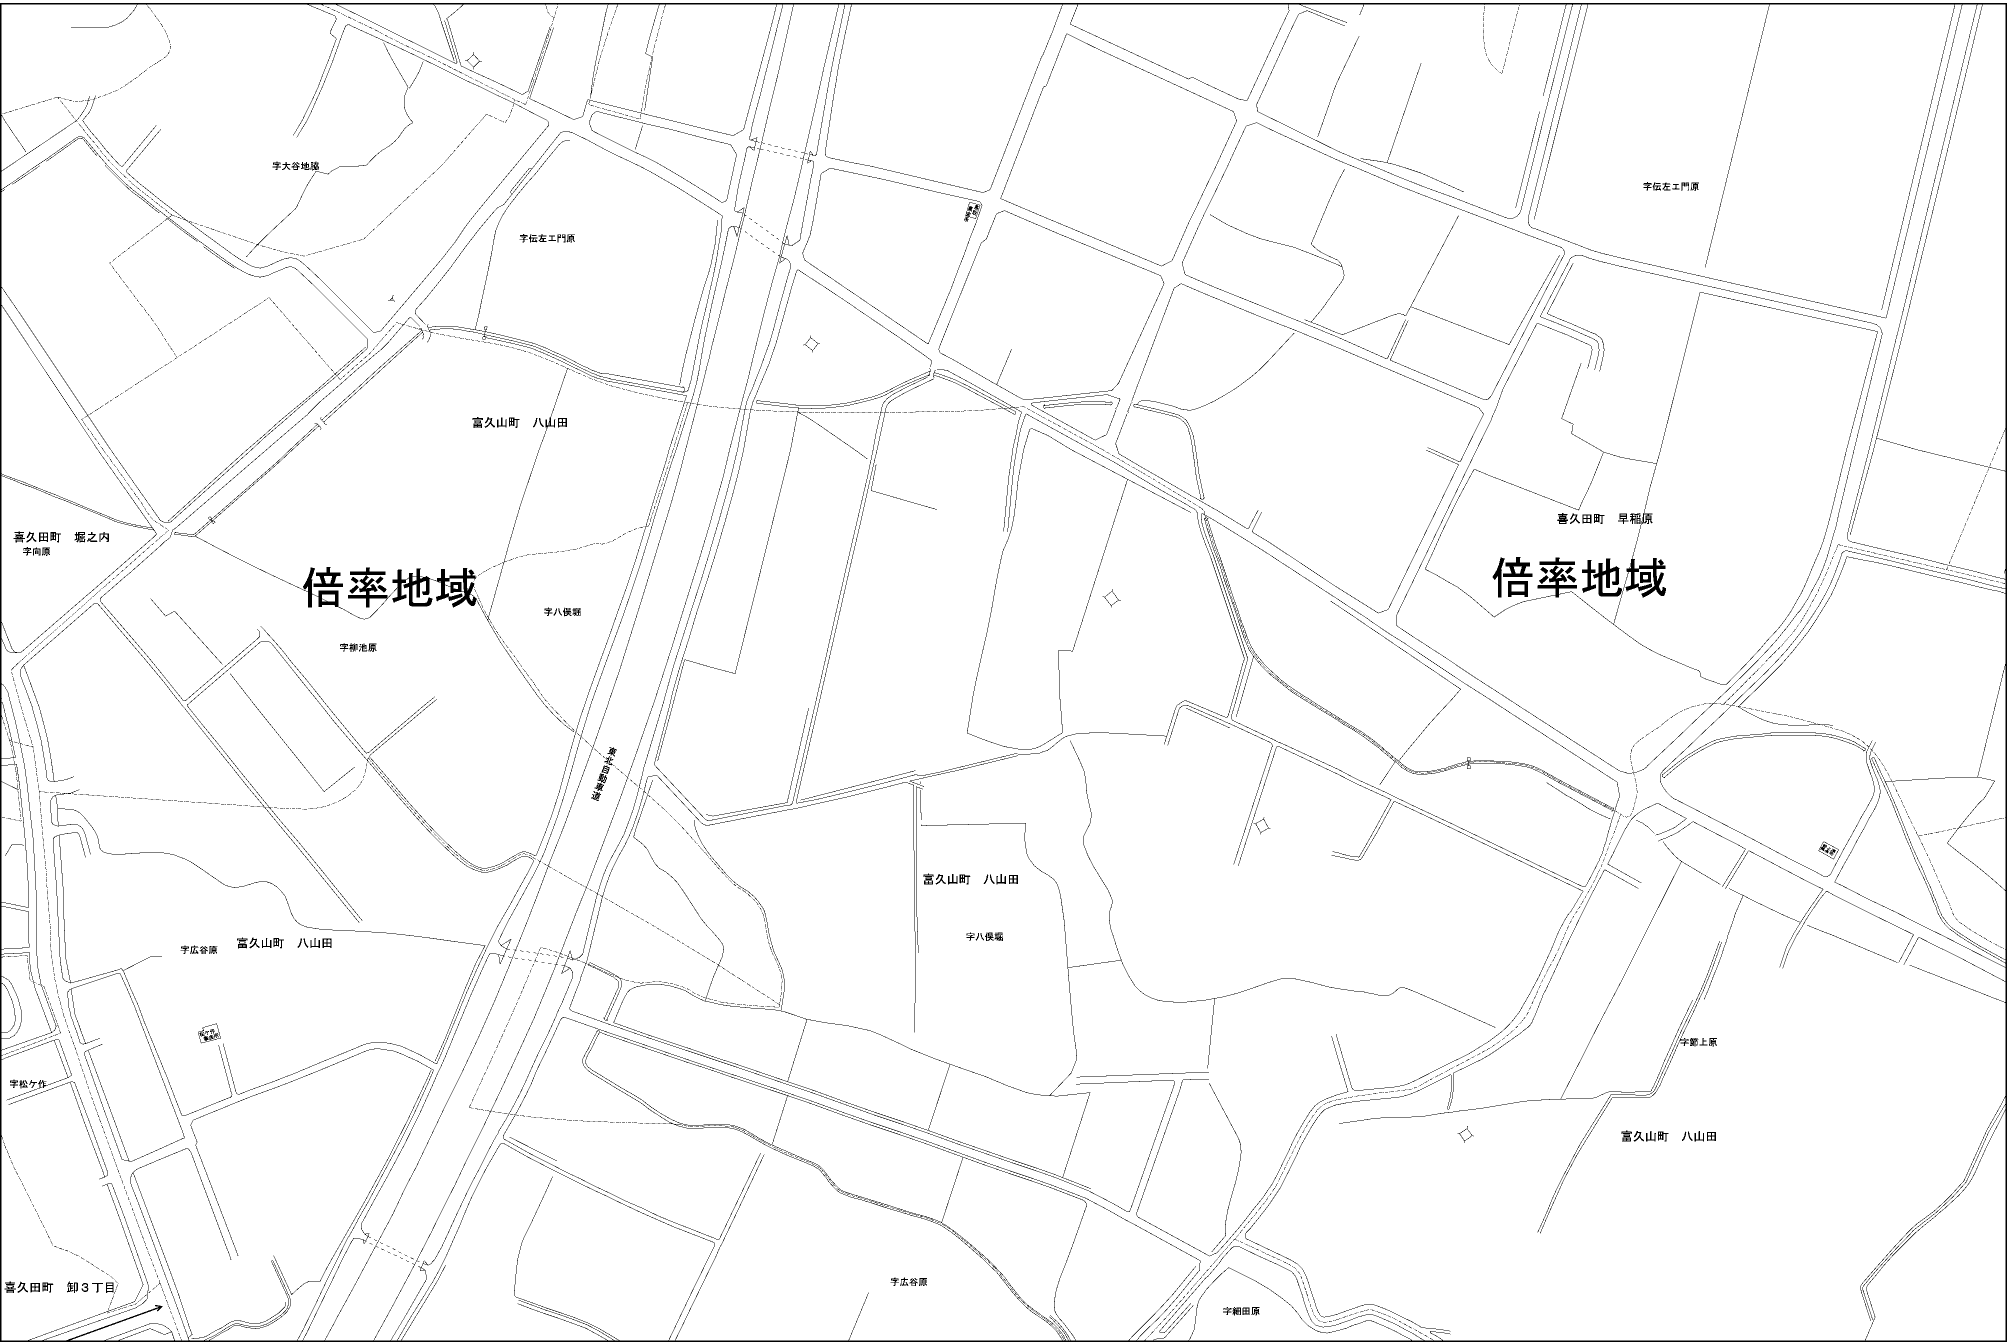 字大谷地脇
字伝左エ門原
字伝左エ門原
富久山町　八山田
喜久田町　堀之内
字向原
喜久田町　早稲原
倍率地域
倍率地域
字八俣堀
字柳池原
東北自動車道
富久山町　八山田
字八俣堀
字広谷原
富久山町　八山田
字節上原
字松ケ作
富久山町　八山田
喜久田町　卸３丁目
字広谷原
字細田原